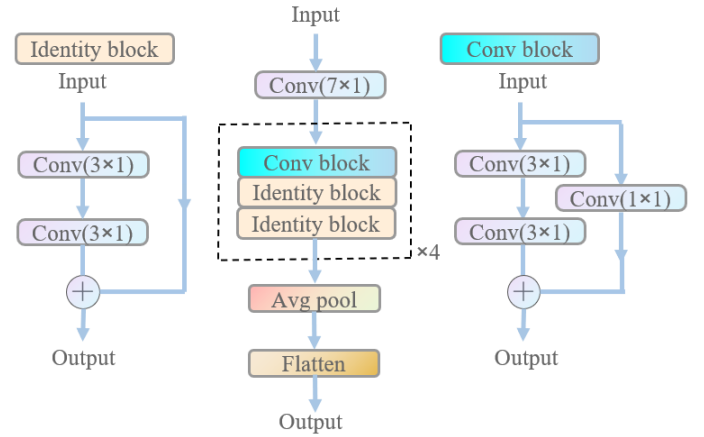 Identity block
Input
Conv(3×1)
Conv(3×1)
+
Output
Input
Conv(7×1)
Conv block
Identity block
Identity block
×4
Avg pool
Flatten
Output
Conv block
Input
Conv(3×1)
Conv(1×1)
Conv(3×1)
+
Output